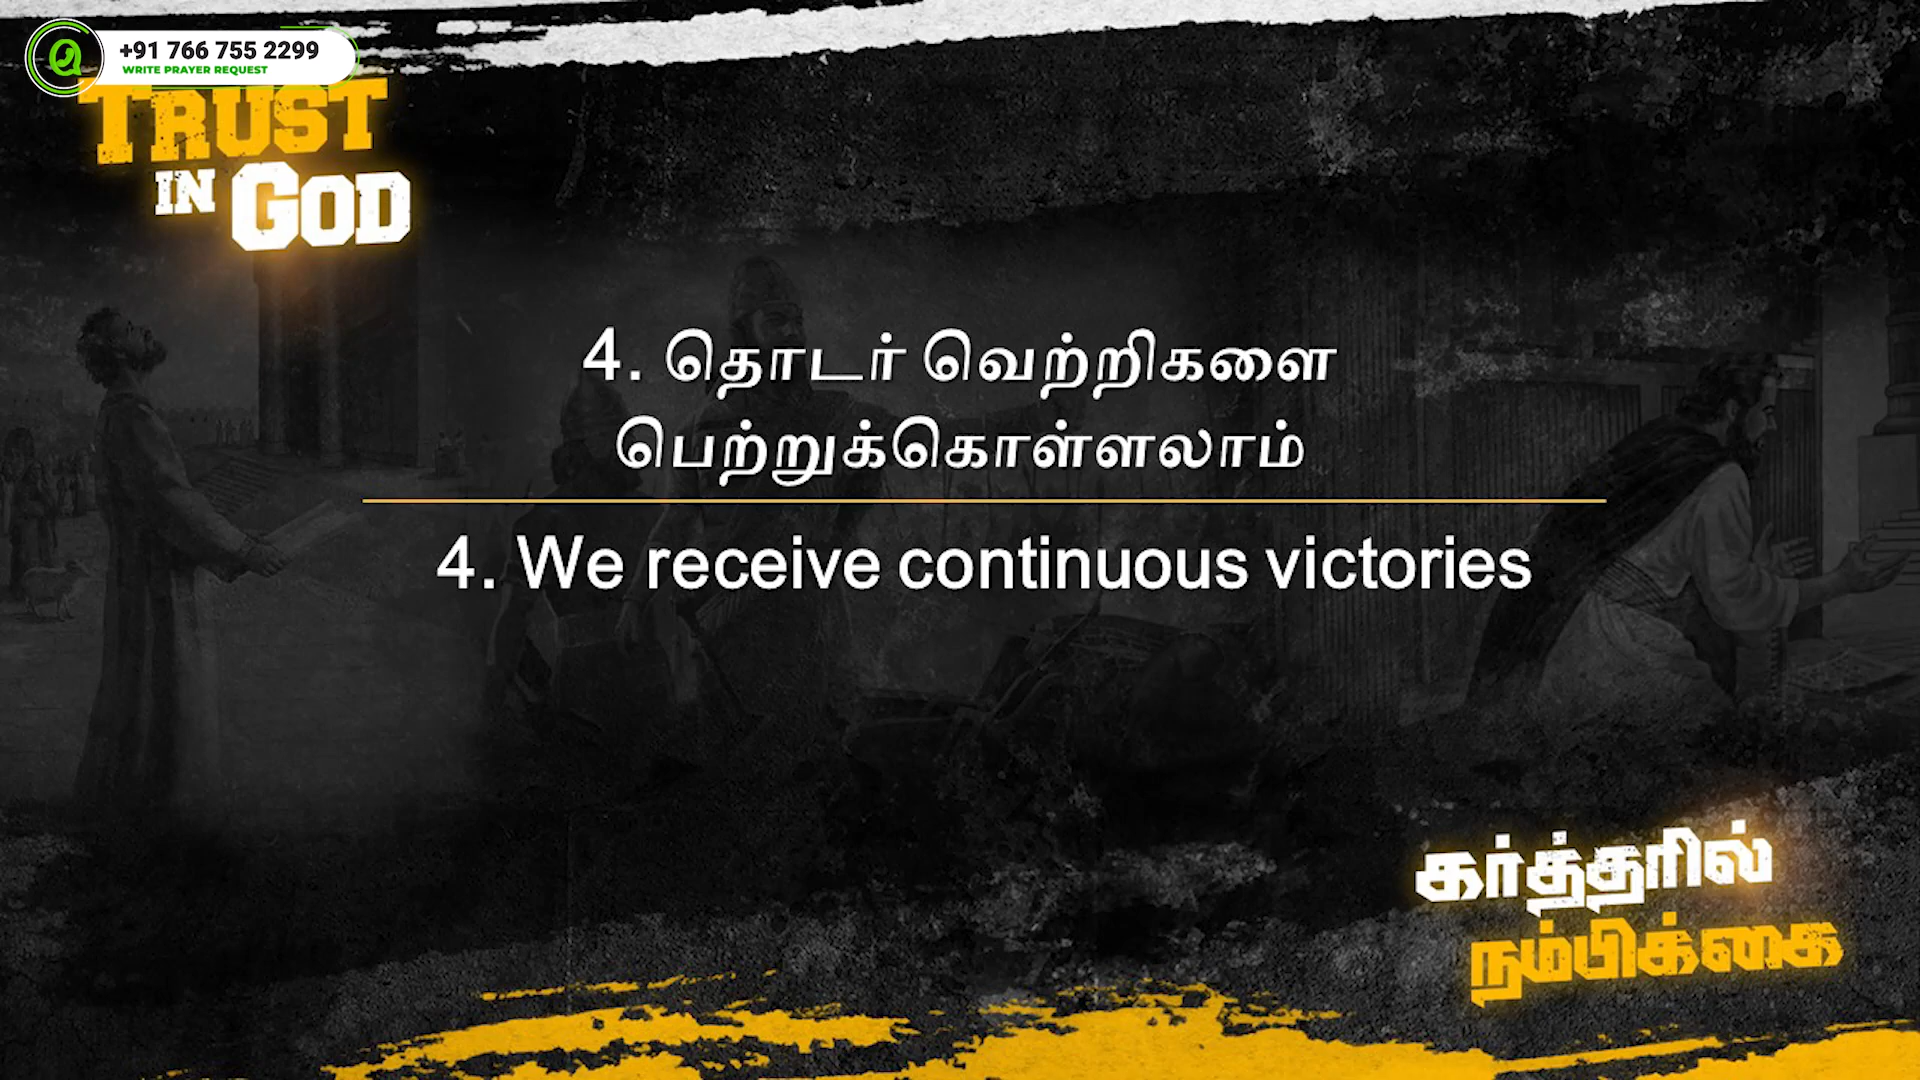 +91 766 755 2299
WRITE PRAYER REQUEST
TRUST
IN GOD
4. தொடர் வெற்றிகளை
பெற்றுக்கொள்ளலாம்
4. We receive continuous victories
கர்த்தரில்
நம்பிக்கை